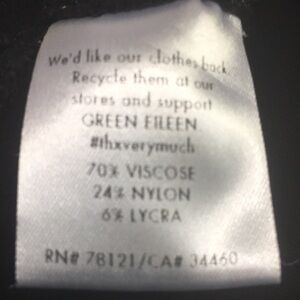 We'd like our clothes back.
Recycle them at our
stores and support
GREEN EILEEN
#thxverymuch
70% VISCOSE
24% NYLON
6% LYCRA
RN# 78121/CA# 34460